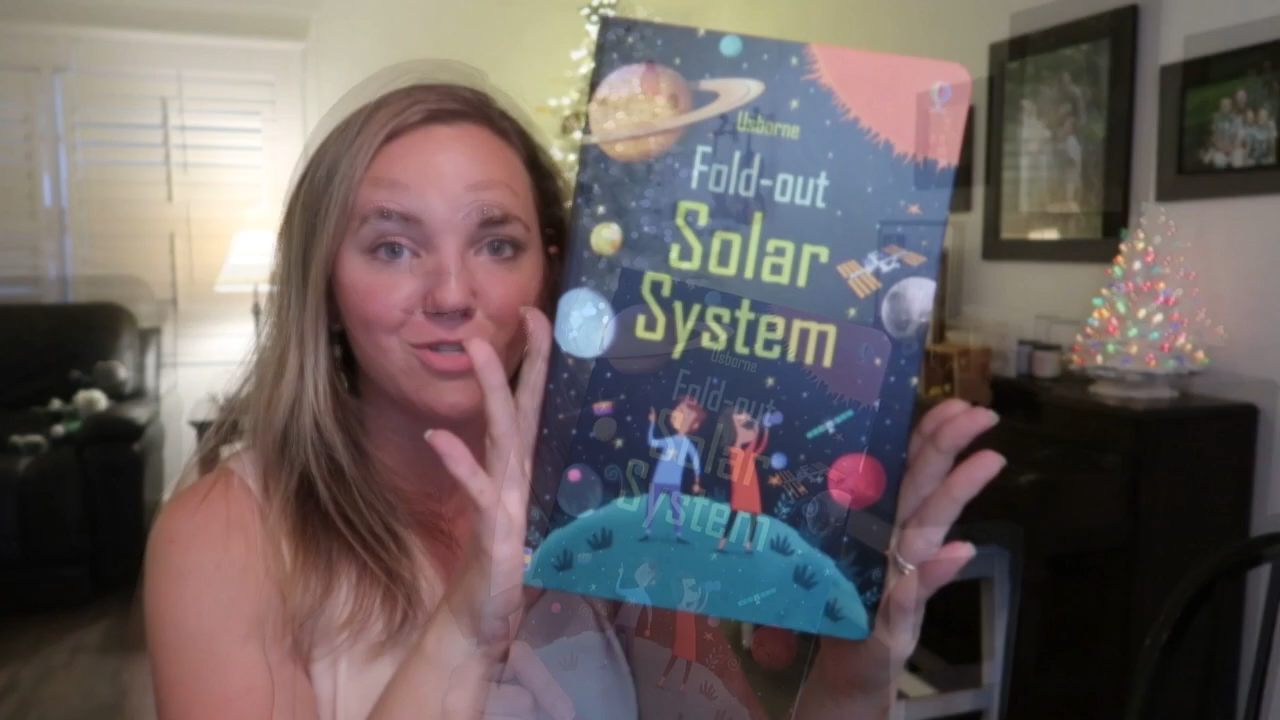 Usborne
Fold-out
Solar
System
Usborne
Fold-out
Solar
System